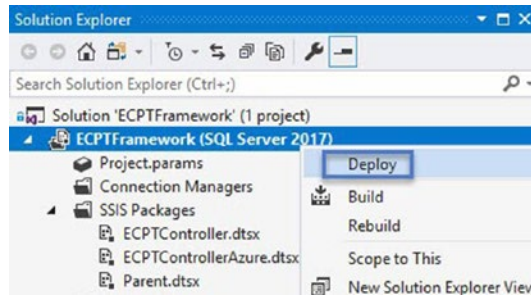 Solution Explorer
Search Solution Explorer (Ctrl+;)
Solution 'ECPTFramework' (1 project)
ECPTFramework (SQL Server 2017)
Project.params
Connection Managers
SSIS Packages
ECPTController.dtsx
ECPTControllerAzure.dtsx
Parent.dtsx
Deploy
Build
Rebuild
Scope to This
New Solution Explorer View